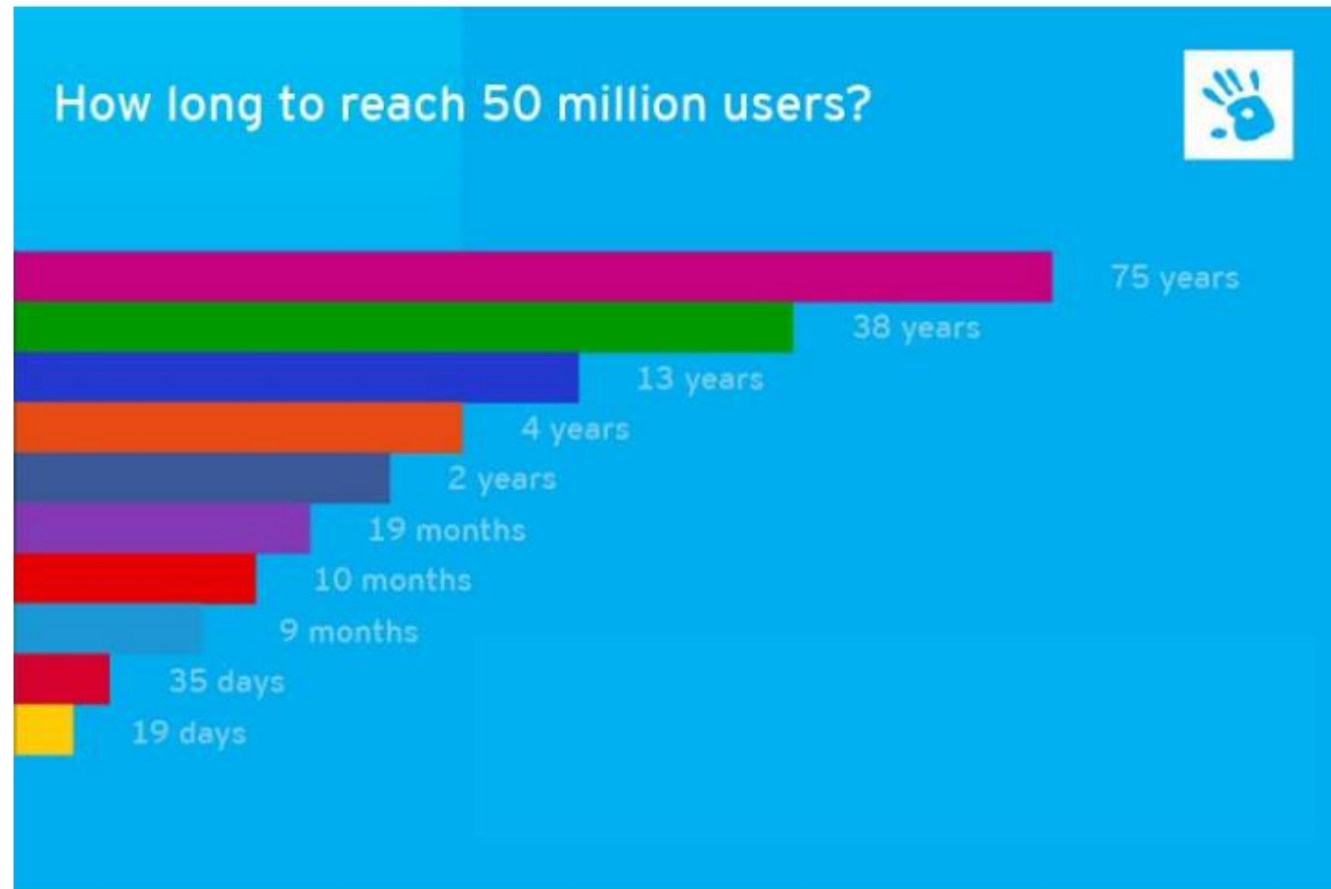 How long to reach 50 million users?
75 years
38 years
13 years
4 years
2 years
19 months
10 months
9 months
35 days
19 days